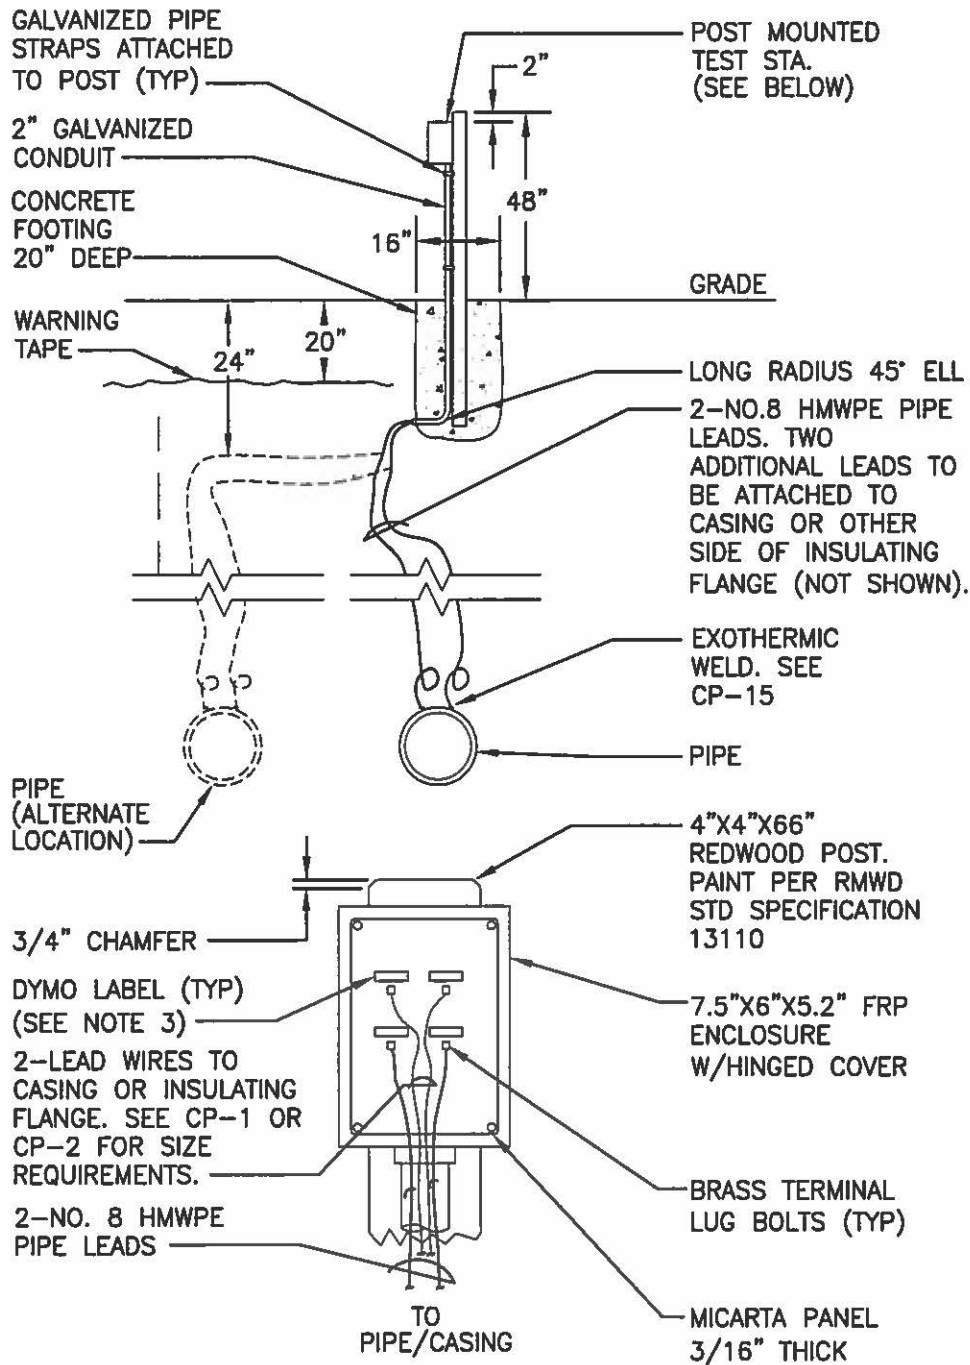 GALVANIZED PIPE
STRAPS ATTACHED
TO POST (TYP)
2" GALVANIZED
CONDUIT
CONCRETE
FOOTING
20" DEEP
WARNING
TAPE
POST MOUNTED
TEST STA.
(SEE BELOW)
2"
48"
16"
GRADE
24"
20"
LONG RADIUS 45° ELL
2-NO.8 HMWPE PIPE
LEADS. TWO
ADDITIONAL LEADS TO
BE ATTACHED TO
CASING OR OTHER
SIDE OF INSULATING
FLANGE (NOT SHOWN).
EXOTHERMIC
WELD. SEE
CP-15
PIPE
PIPE
(ALTERNATE
LOCATION)
4"X4"X66"
REDWOOD POST.
PAINT PER RMWD
STD SPECIFICATION
13110
3/4" CHAMFER
DYMO LABEL (TYP)
(SEE NOTE 3)
2-LEAD WIRES TO
CASING OR INSULATING
FLANGE. SEE CP-1 OR
CP-2 FOR SIZE
REQUIREMENTS.
2-NO. 8 HMWPE
PIPE LEADS
7.5"X6"X5.2" FRP
ENCLOSURE
W/HINGED COVER
BRASS TERMINAL
LUG BOLTS (TYP)
TO
PIPE/CASING
MICARTA PANEL
3/16" THICK